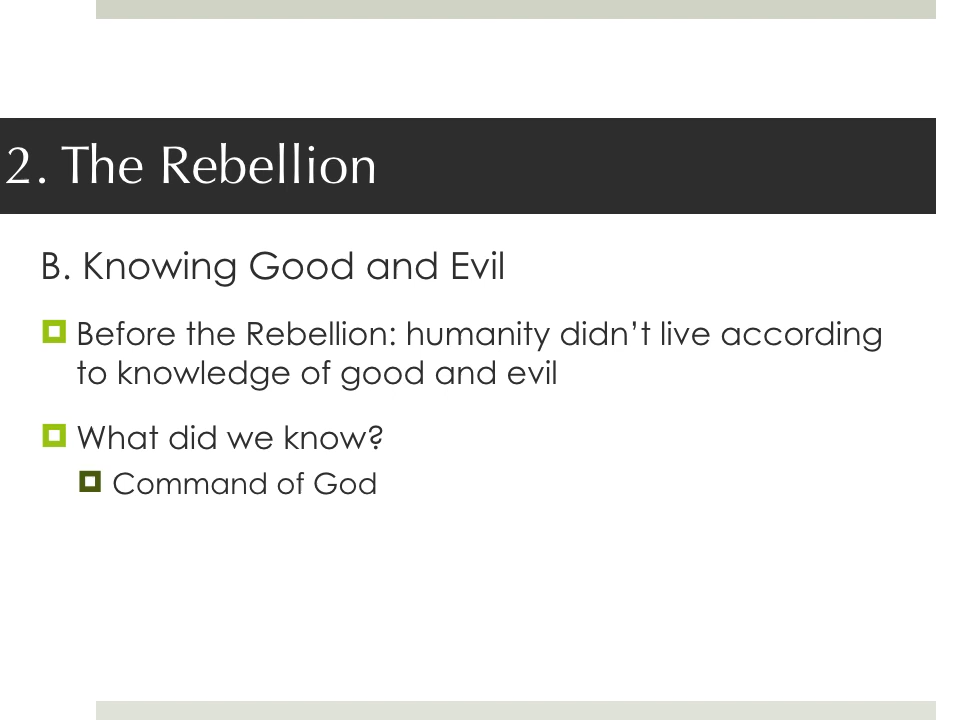 2. The Rebellion
B. Knowing Good and Evil
Before the Rebellion: humanity didn’t live according
to knowledge of good and evil
What did we know?
Command of God